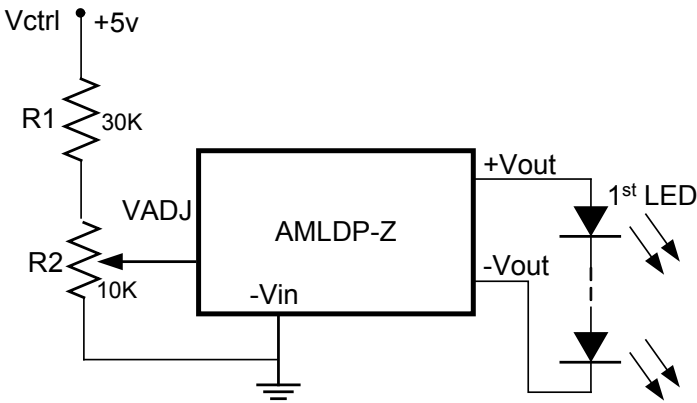 Vctrl +5v
R1 30K
VADJ
R2 10K
AMLDP-Z
-Vin
+Vout
-Vout
1st LED